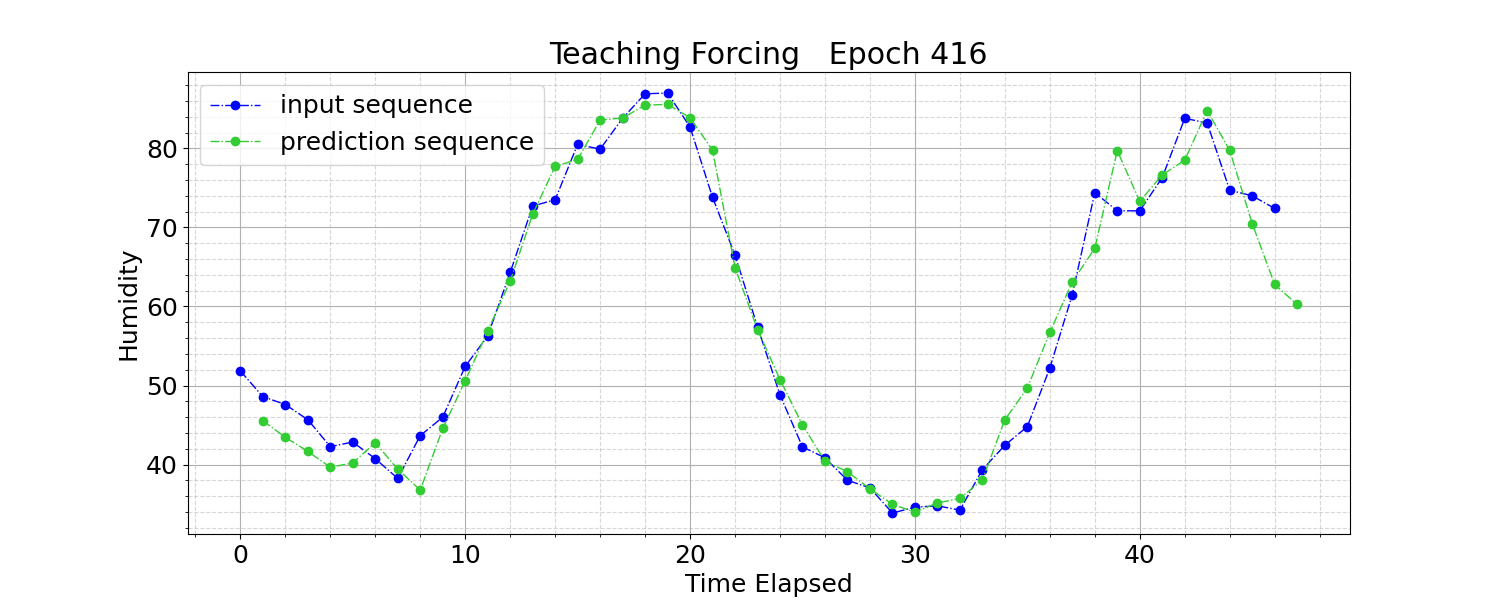 Teaching Forcing   Epoch 416
input sequence
prediction sequence
Humidity
80
70
60
50
40
0 10 20 30 40
Time Elapsed